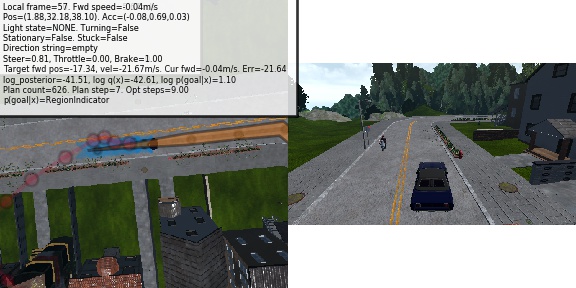 Local frame=57. Fwd speed=-0.04m/s
Pos=(1.88,32.18,38.10). Acc=(-0.08,0.69,0.03)
Light state=NONE. Turning=False
Stationary=False. Stuck=False
Direction string=empty
Steer=0.81, Throttle=0.00, Brake=1.00
Target fwd pos=-17.34, vel=-21.67m/s. Cur fwd=-0.04m/s. Err=-21.64
log_posterior=-41.51, log q(x)=-42.61, log p(goal|x)=1.10
Plan count=626. Plan step=7. Opt steps=9.00
p(goal|x)=RegionIndicator